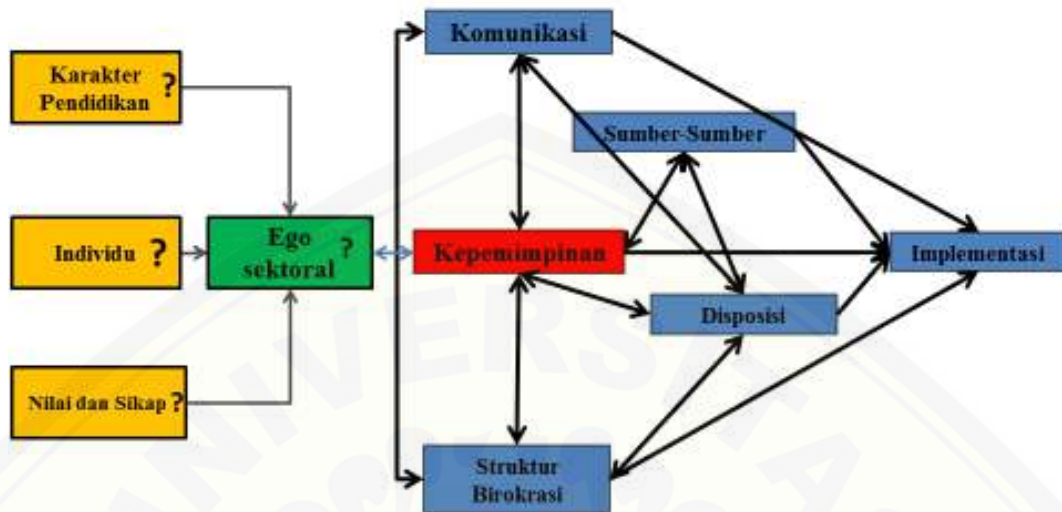 Komunikasi
Karakter ?
Pendidikan
Sumber-Sumber
Individu ?
Ego ?
sektoral
Kepemimpinan
Implementasi
Disposisi
Nilai dan Sikap ?
Struktur
Birokrasi